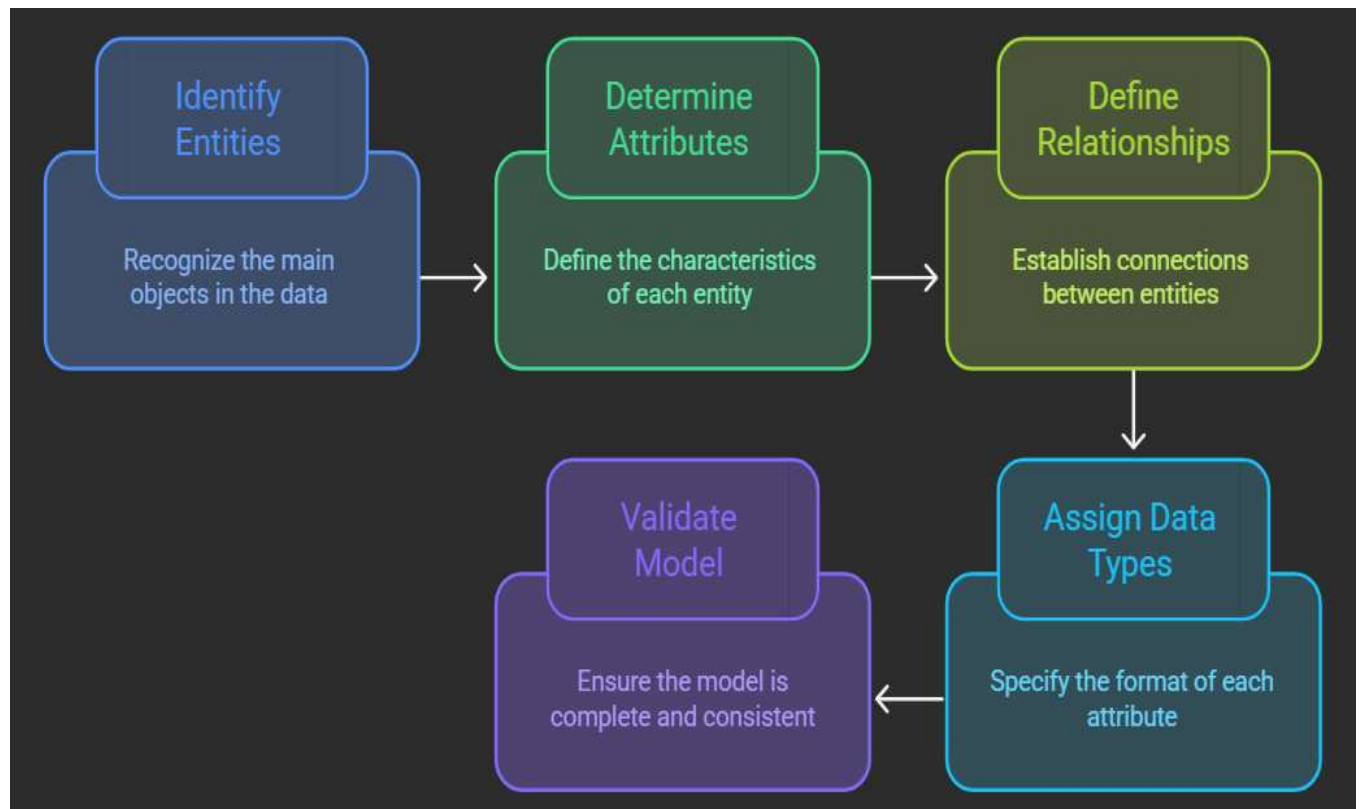 Identify
Entities
Recognize the main
objects in the data
Determine
Attributes
Define the characteristics
of each entity
Define
Relationships
Establish connections
between entities
Assign Data
Types
Specify the format of each
attribute
Validate
Model
Ensure the model is
complete and consistent